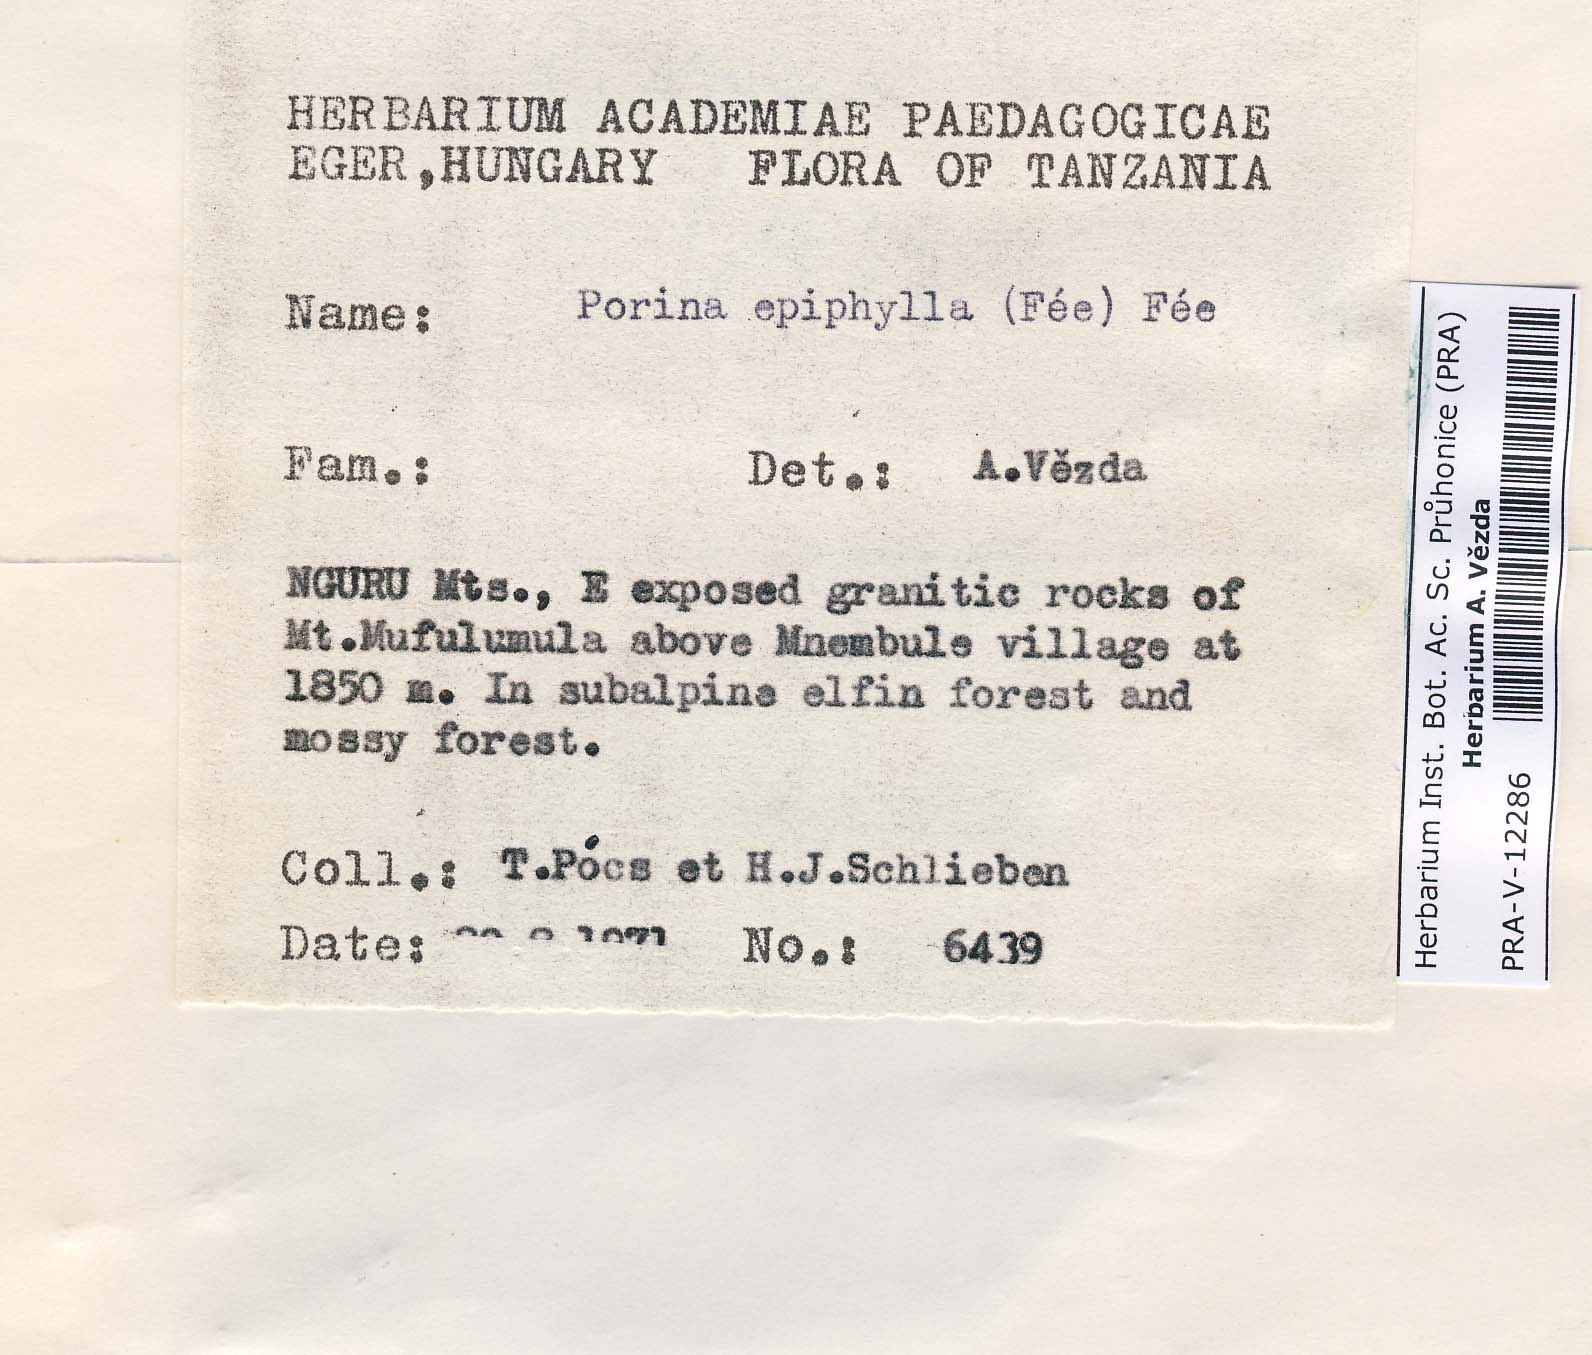 HERBARIUM ACADEMIAE PAEDAGOGICAE
EGER,HUNGARY FLORA OF TANZANIA
Name: Porina epiphylla (Fée) Fée
Fam.: Det.: A.Vězda
NGURU Mts., E exposed granitic rocks of
Mt.Mufulumula above Mnembule village at
1850 m. In subalpine elfin forest and
mossy forest.
Coll.: T.Pócs et H.J.Schlieben
Date: 1971 No.: 6439
Herbarium Inst. Bot. Ac. Sc. Průhonice (PRA)
Herbarium A. Vězda
PRA-V-12286